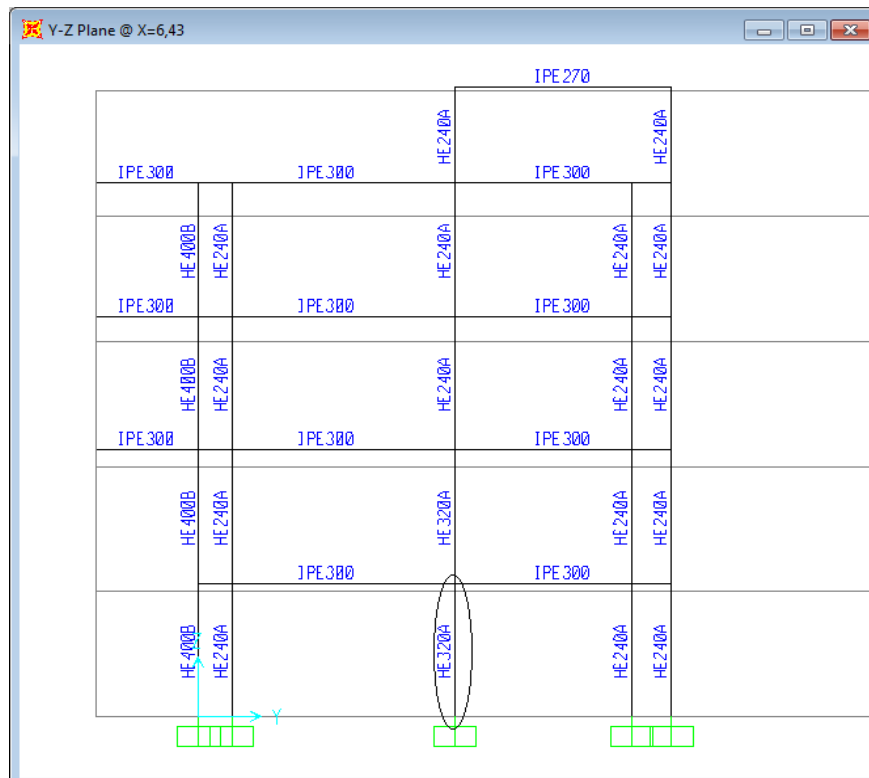 Y-Z Plane @ X=6,43
IPE270
HE240A HE240A
IPE300 IPE300 IPE300
HE400B HE240A HE240A HE240A HE240A
IPE300 IPE300 IPE300
HE400B HE240A HE240A HE240A HE240A
IPE300 IPE300 IPE300
HE400B HE240A HE320A HE240A HE240A
IPE300 IPE300
HE400B HE240A HE320A HE240A HE240A
Y